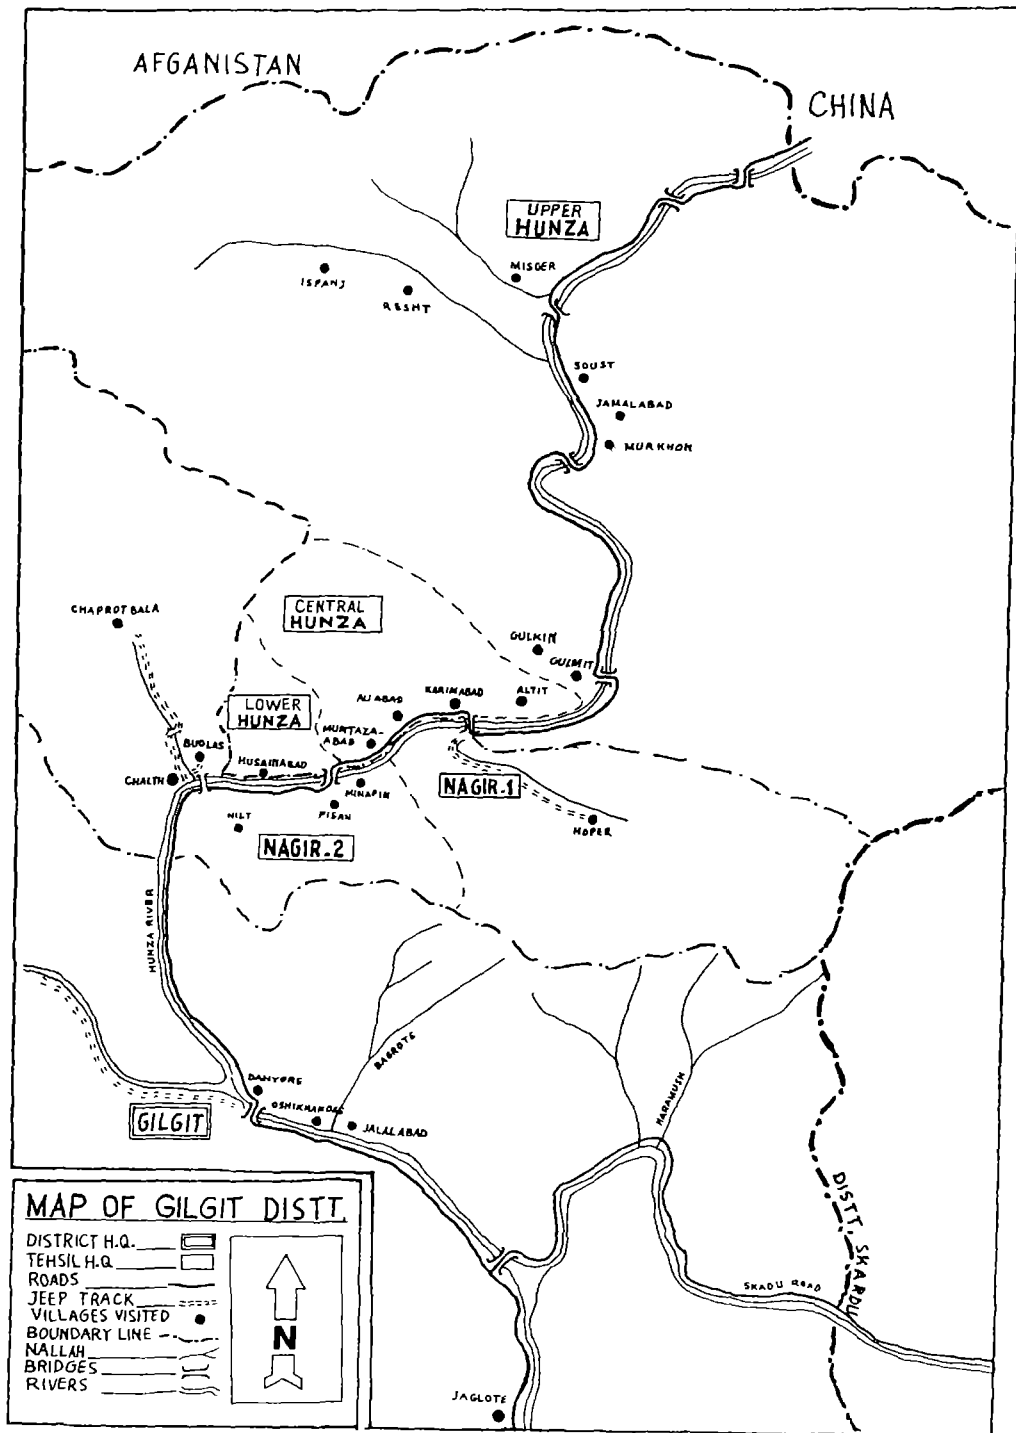 AFGANISTAN
CHINA
UPPER
HUNZA
MISGER
ISPANJ
RESHT
SOUST
JAMALABAD
MURKHON
CHAPROT BALA
CENTRAL
HUNZA
GULKIN
GULMIT
KARIMABAD
ALTIT
ALIABAD
LOWER
HUNZA
MURTAZA-
ABAD
BUDLAS
HUSAINABAD
CHALTH
MINAPIN
NAGIR-1
PISAN
HOPER
NILT
NAGIR-2
HUNZA RIVER
BAGROTE
DANYORE
OSHIKHANDAS
JALALABAD
GILGIT
HARAMUSH
DISTT, SKARDU
SKADU ROAD
JAGLOTE
MAP OF GILGIT DISTT.
DISTRICT H.Q.
TEHSIL H.Q
ROADS
JEEP TRACK
VILLAGES VISITED
BOUNDARY LINE
NALLAH
BRIDGES
RIVERS
N